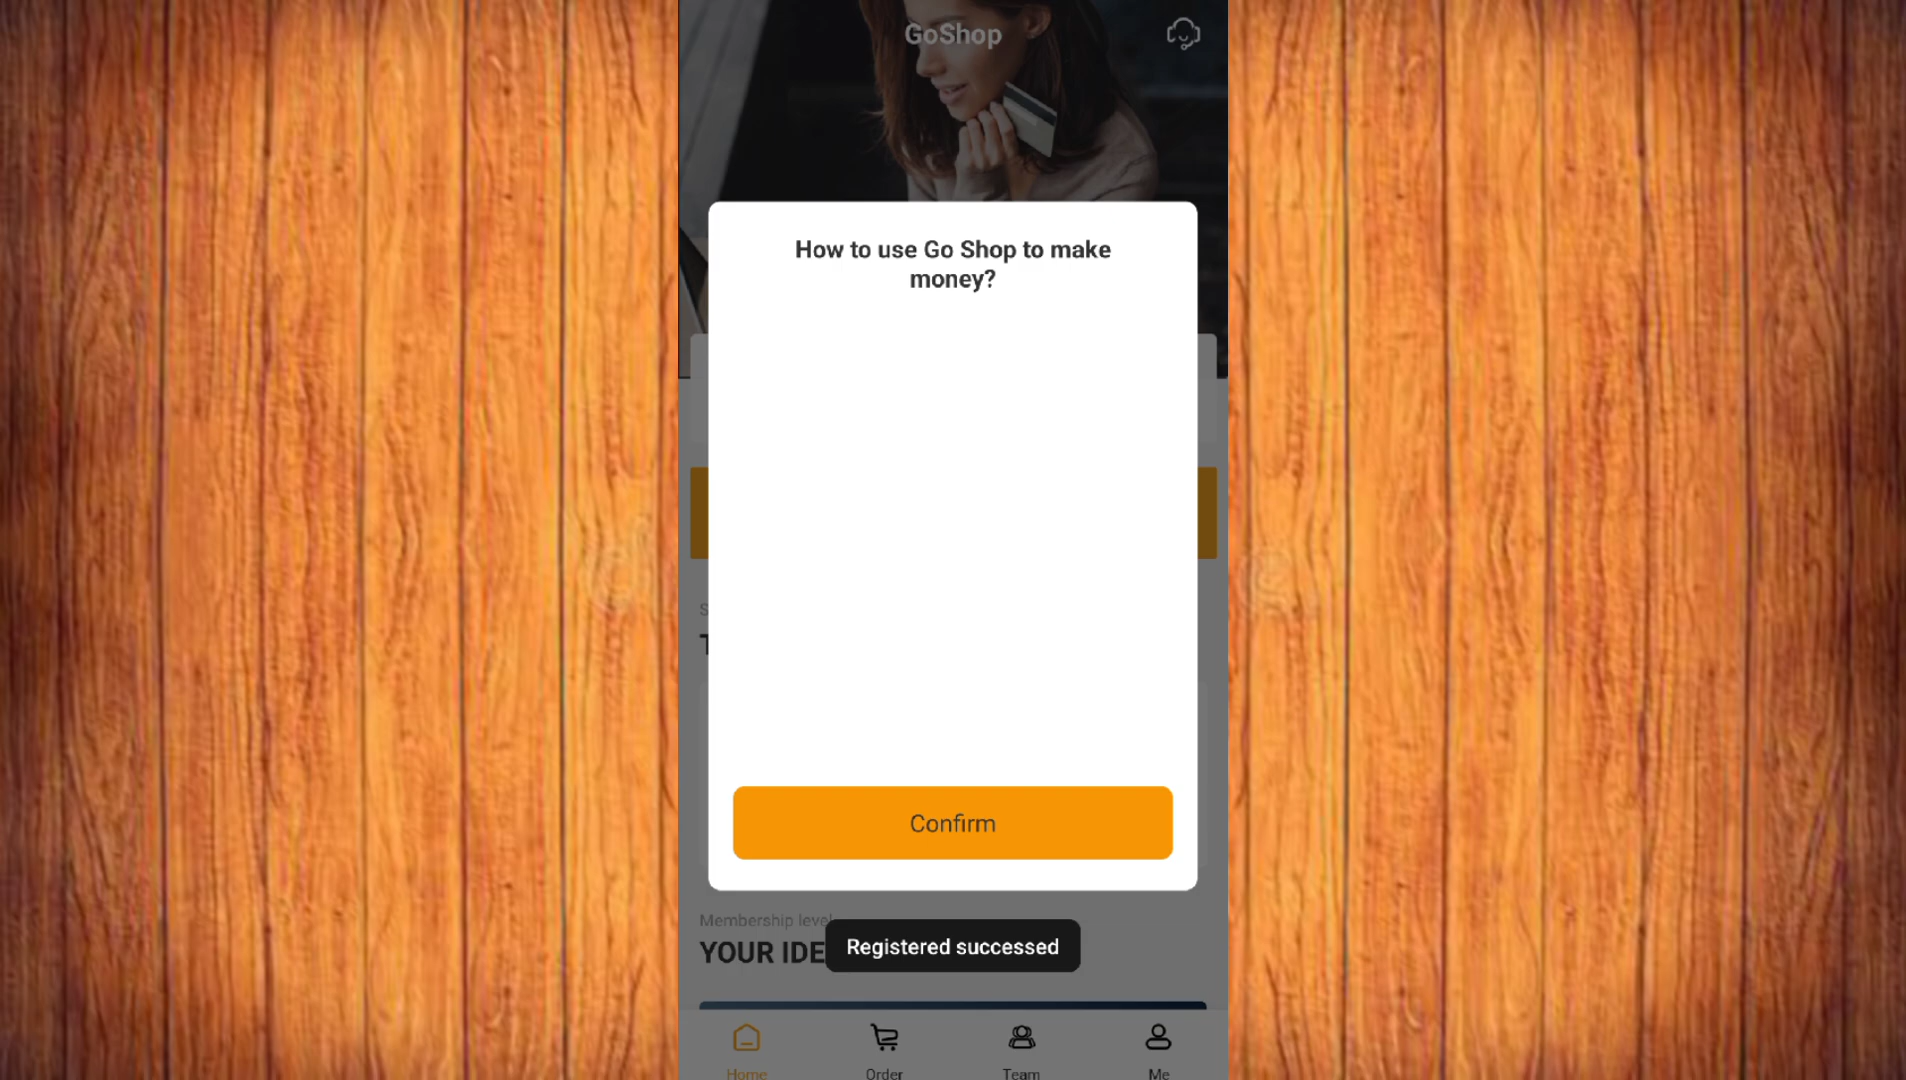 GoShop
How to use Go Shop to make
money?
Confirm
Membership level
YOUR IDE
Registered successed
Home
Order
Team
Me